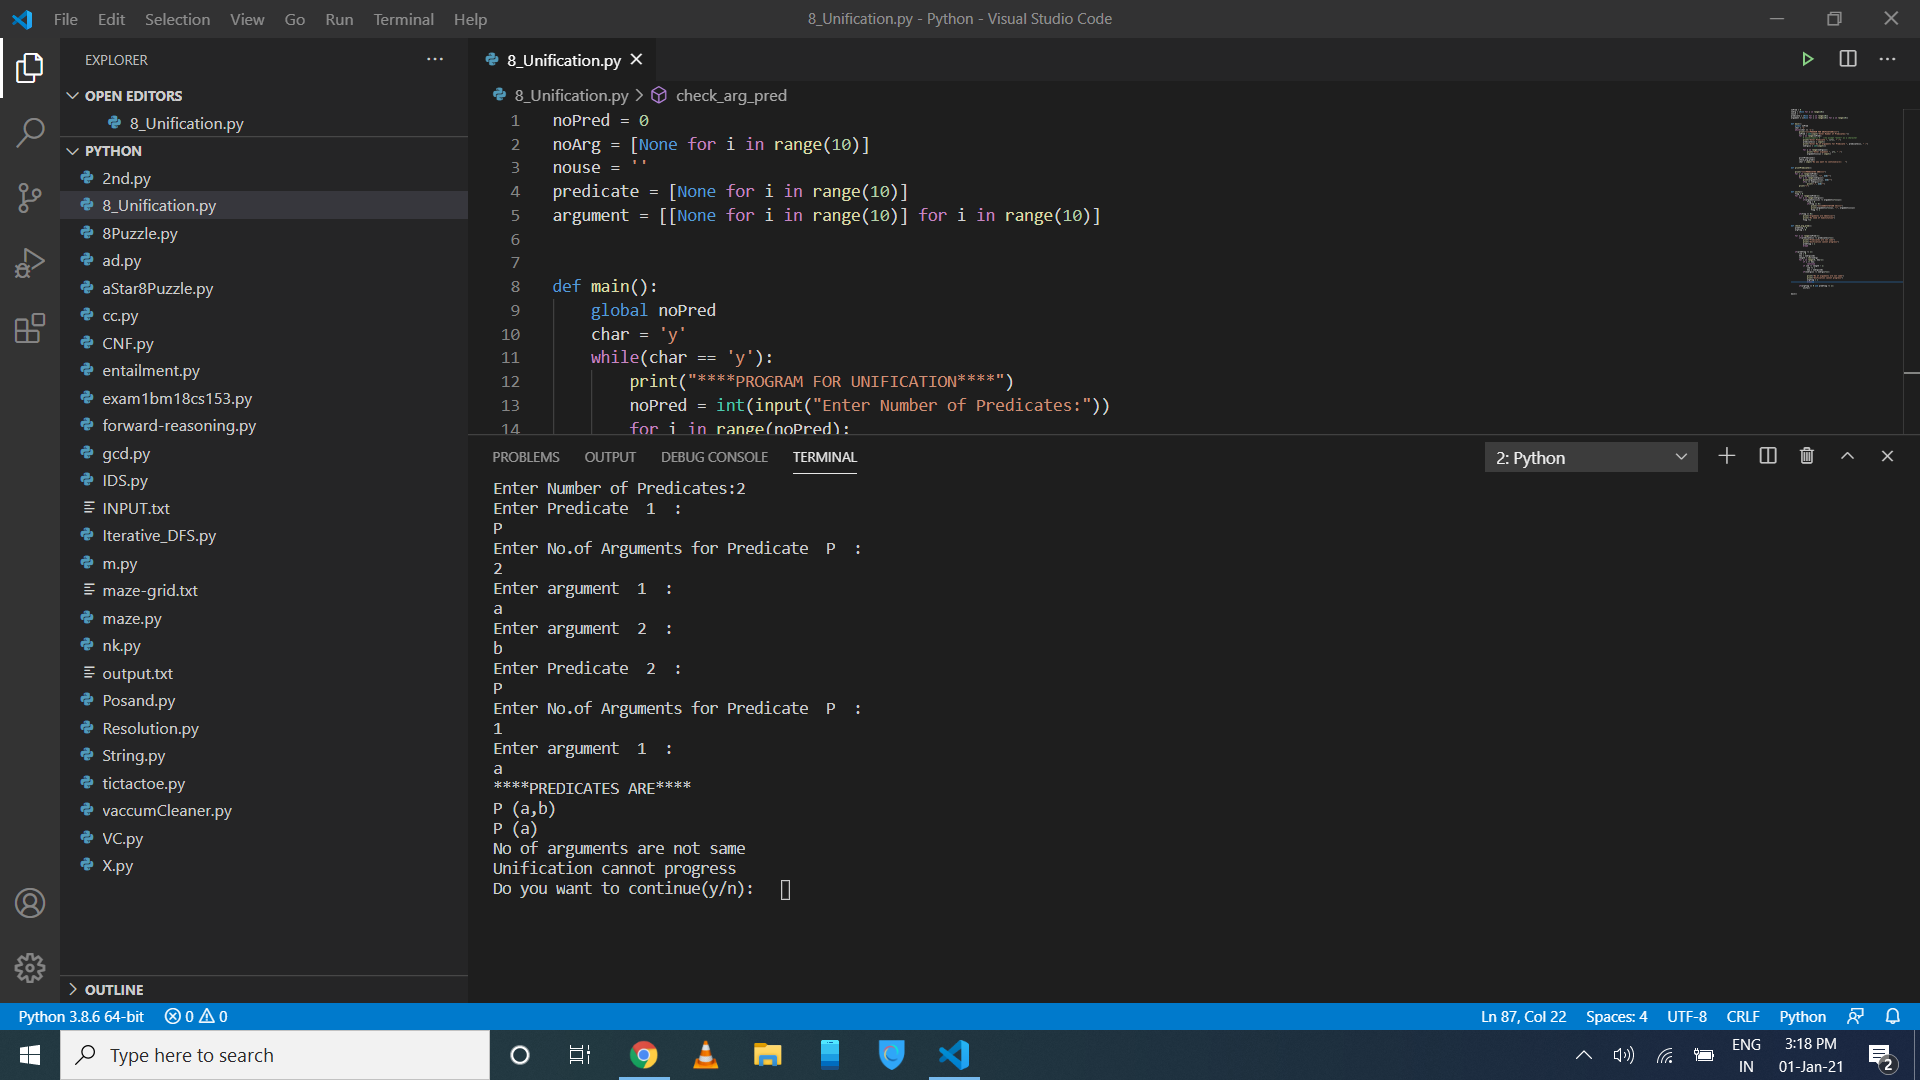 File Edit Selection View Go Run Terminal Help
8_Unification.py - Python - Visual Studio Code
EXPLORER
OPEN EDITORS
8_Unification.py
PYTHON
2nd.py
8_Unification.py
8Puzzle.py
ad.py
aStar8Puzzle.py
cc.py
CNF.py
entailment.py
exam1bm18cs153.py
forward-reasoning.py
gcd.py
IDS.py
INPUT.txt
Iterative_DFS.py
m.py
maze-grid.txt
maze.py
nk.py
output.txt
Posand.py
Resolution.py
String.py
tictactoe.py
vaccumCleaner.py
VC.py
X.py
OUTLINE
8_Unification.py
8_Unification.py > check_arg_pred
1 noPred = 0
2 noArg = [None for i in range(10)]
3 nouse = ''
4 predicate = [None for i in range(10)]
5 argument = [[None for i in range(10)] for i in range(10)]
6
7
8 def main():
9 global noPred
10 char = 'y'
11 while(char == 'y'):
12 print("****PROGRAM FOR UNIFICATION****")
13 noPred = int(input("Enter Number of Predicates:"))
14 for i in range(noPred):
PROBLEMS OUTPUT DEBUG CONSOLE TERMINAL
2: Python
Enter Number of Predicates:2
Enter Predicate 1 :
P
Enter No.of Arguments for Predicate P :
2
Enter argument 1 :
a
Enter argument 2 :
b
Enter Predicate 2 :
P
Enter No.of Arguments for Predicate P :
1
Enter argument 1 :
a
****PREDICATES ARE****
P (a,b)
P (a)
No of arguments are not same
Unification cannot progress
Do you want to continue(y/n):
Python 3.8.6 64-bit 0 0
Ln 87, Col 22 Spaces: 4 UTF-8 CRLF Python
Type here to search
ENG
IN
3:18 PM
01-Jan-21
2